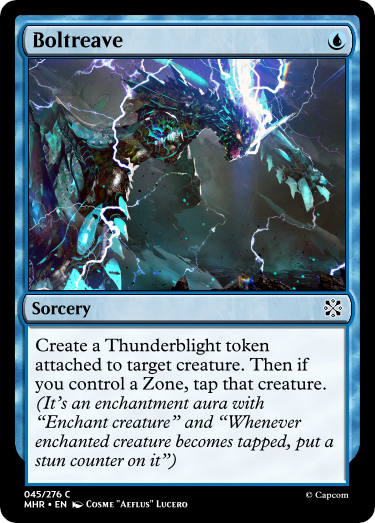 Boltreave
Sorcery
Create a Thunderblight token
attached to target creature. Then if
you control a Zone, tap that creature.
(It's an enchantment aura with
“Enchant creature” and “Whenever
enchanted creature becomes tapped, put a
stun counter on it”)
045/276 C
MHR • EN Cosme "Aeflus" Lucero
© Capcom